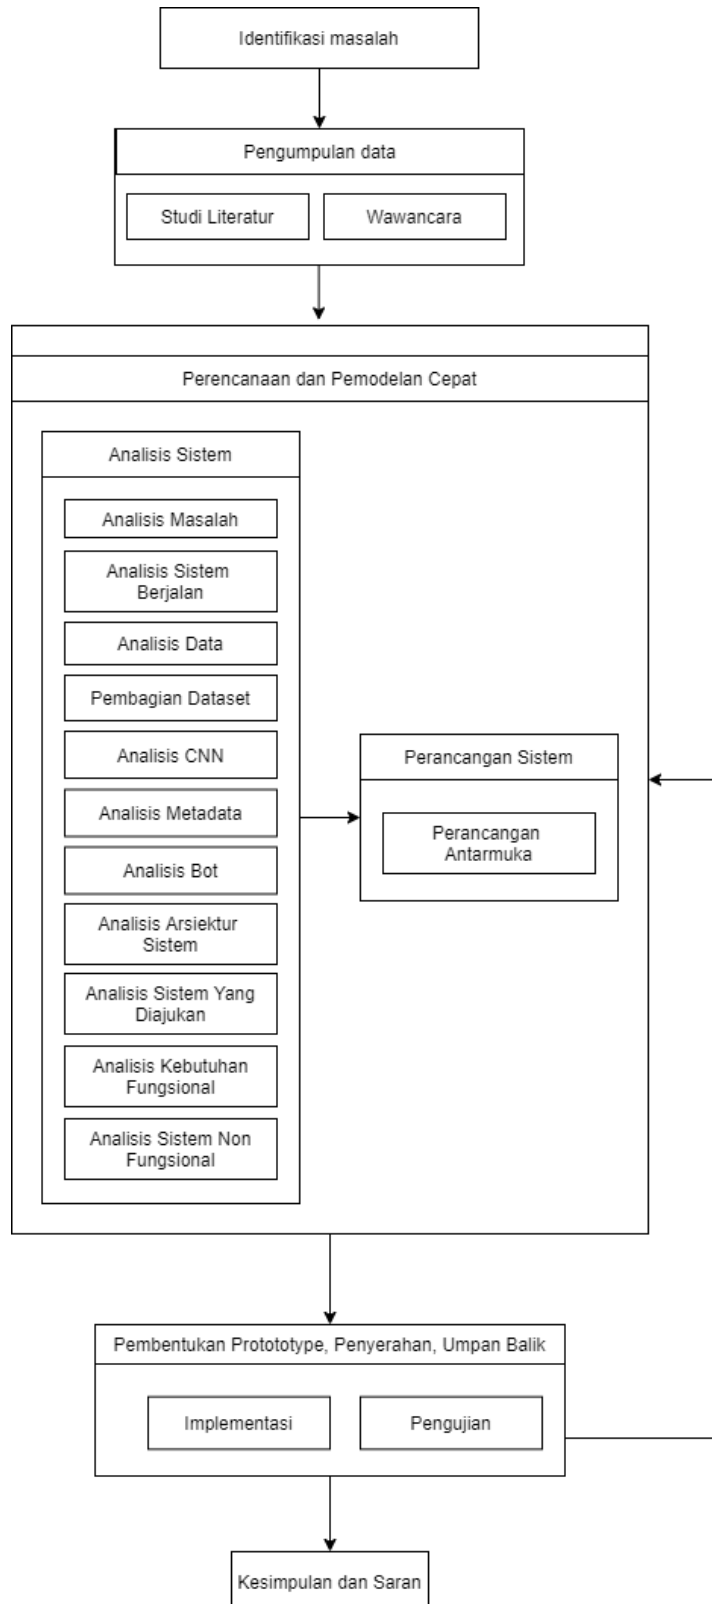 Identifikasi masalah
Pengumpulan data
Studi Literatur
Wawancara
Perencanaan dan Pemodelan Cepat
Analisis Sistem
Analisis Masalah
Analisis Sistem
Berjalan
Analisis Data
Pembagian Dataset
Analisis CNN
Analisis Metadata
Analisis Bot
Analisis Arsiektur
Sistem
Analisis Sistem Yang
Diajukan
Analisis Kebutuhan
Fungsional
Analisis Sistem Non
Fungsional
Perancangan Sistem
Perancangan
Antarmuka
Pembentukan Protototype, Penyerahan, Umpan Balik
Implementasi
Pengujian
Kesimpulan dan Saran